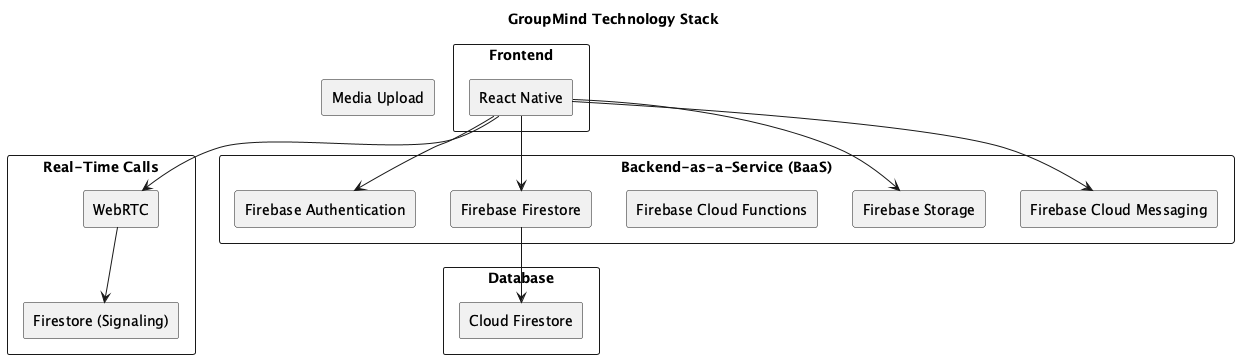 GroupMind Technology Stack
Frontend
Media Upload
React Native
Real-Time Calls
Backend-as-a-Service (BaaS)
WebRTC
Firebase Authentication
Firebase Firestore
Firebase Cloud Functions
Firebase Storage
Firebase Cloud Messaging
Database
Firestore (Signaling)
Cloud Firestore